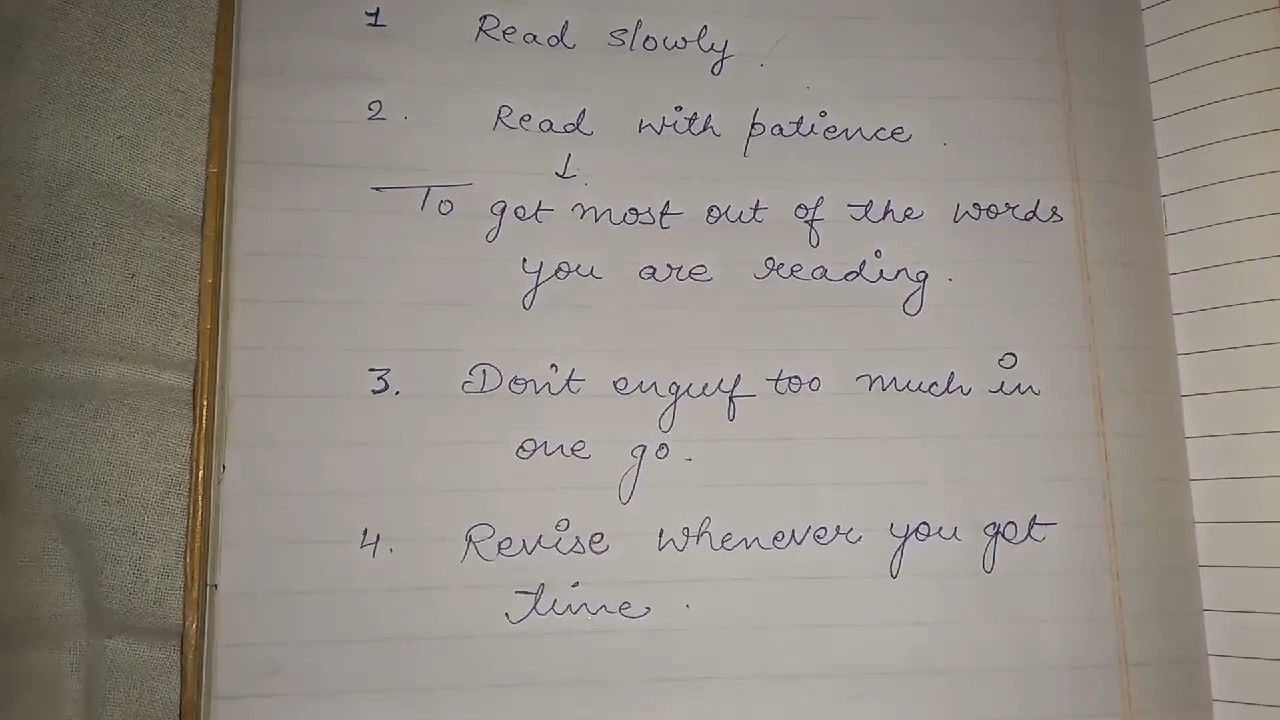 1 Read slowly.
2. Read with patience.
↓
To get most out of the words
you are reading.
3. Don't engulf too much in
one go.
4. Revise whenever you get
time.